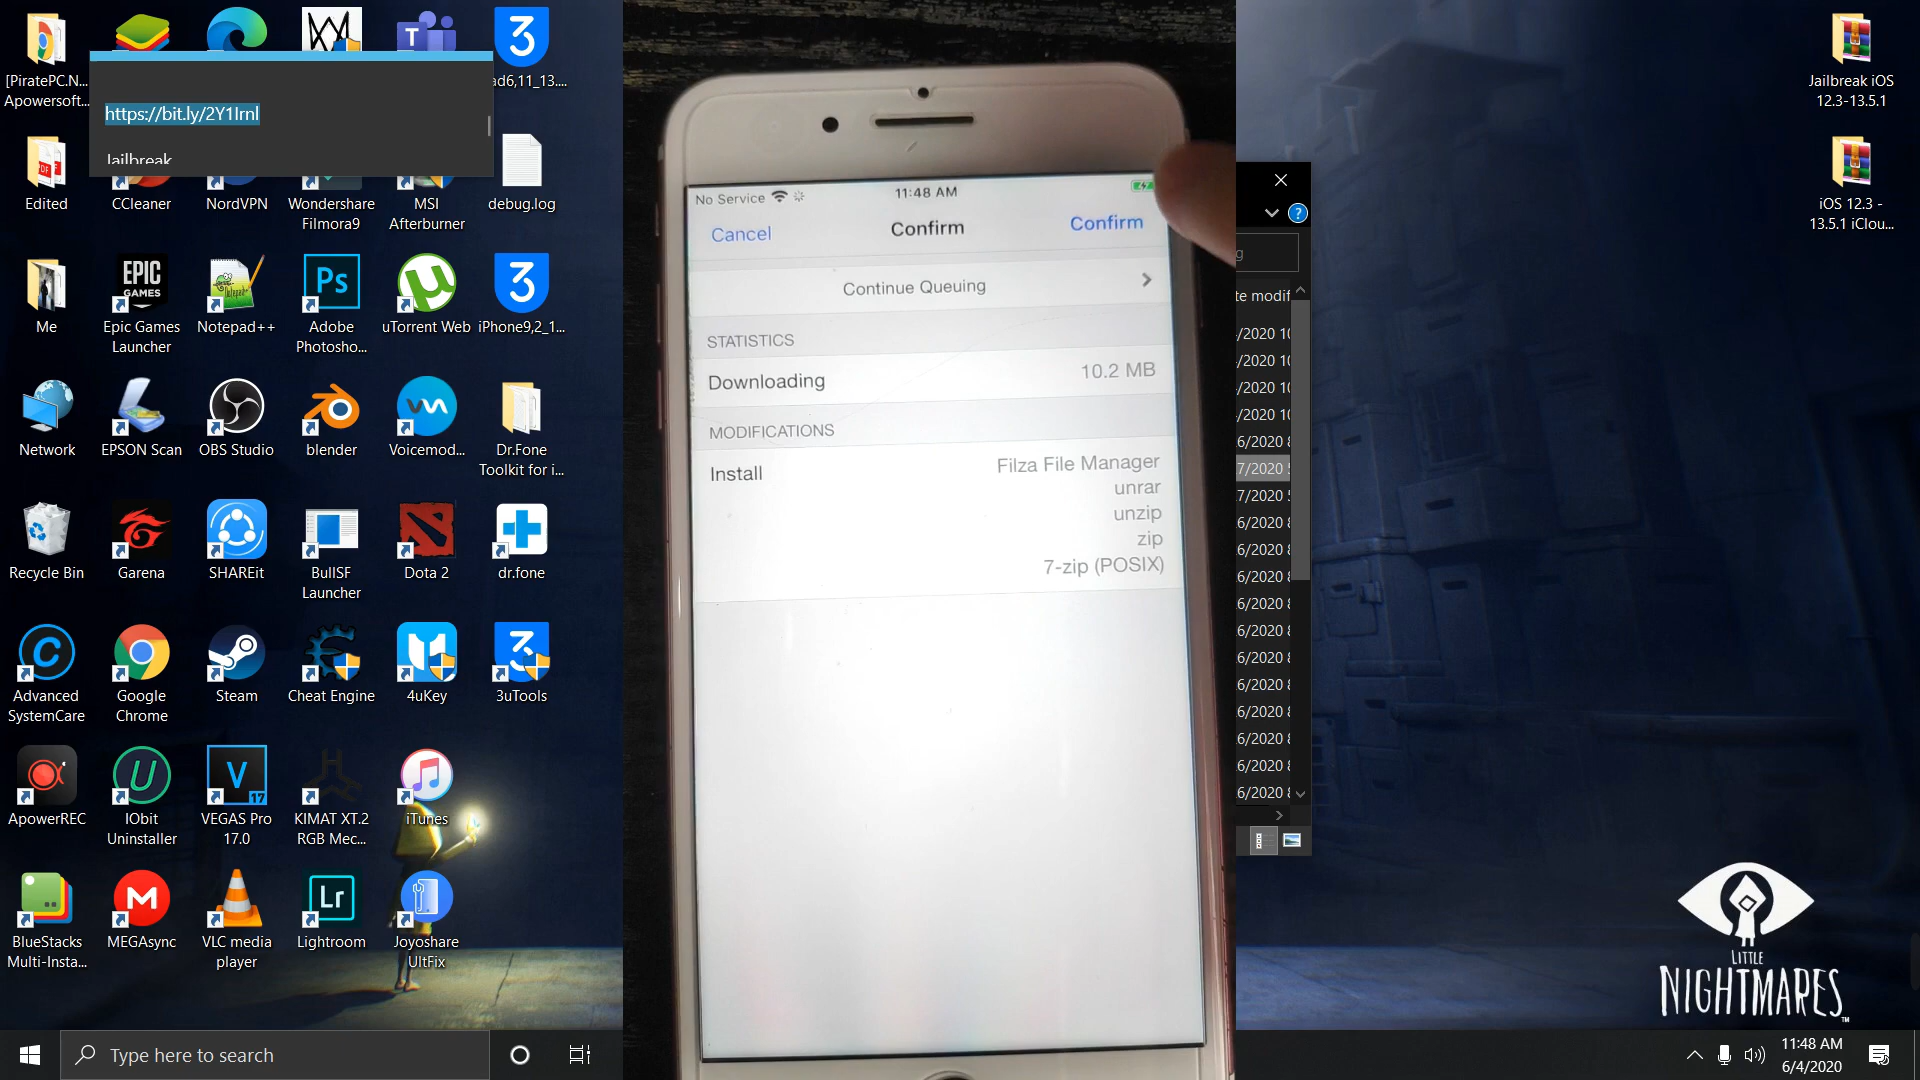 [PiratePC.N...
Apowersoft...
ad6,11_13....
https://bit.ly/2Y1Irnl
Jailbreak
Edited
CCleaner
NordVPN
Wondershare
Filmora9
MSI
Afterburner
debug.log
Me
Epic Games
Launcher
Notepad++
Adobe
Photosho...
uTorrent Web
iPhone9,2_1...
Network
EPSON Scan
OBS Studio
blender
Voicemod...
Dr.Fone
Toolkit for i...
Recycle Bin
Garena
SHAREit
BullSF
Launcher
Dota 2
dr.fone
Advanced
SystemCare
Google
Chrome
Steam
Cheat Engine
4uKey
3uTools
ApowerREC
IObit
Uninstaller
VEGAS Pro
17.0
KIMAT XT.2
RGB Mec...
iTunes
BlueStacks
Multi-Insta...
MEGAsync
VLC media
player
Lightroom
Joyoshare
UltFix
Type here to search
No Service
11:48 AM
Cancel
Confirm
Confirm
Continue Queuing
STATISTICS
Downloading
10.2 MB
MODIFICATIONS
Install
Filza File Manager
unrar
unzip
zip
7-zip (POSIX)
Jailbreak iOS
12.3-13.5.1
iOS 12.3 -
13.5.1 iClou...
LITTLE
NIGHTMARES
11:48 AM
6/4/2020